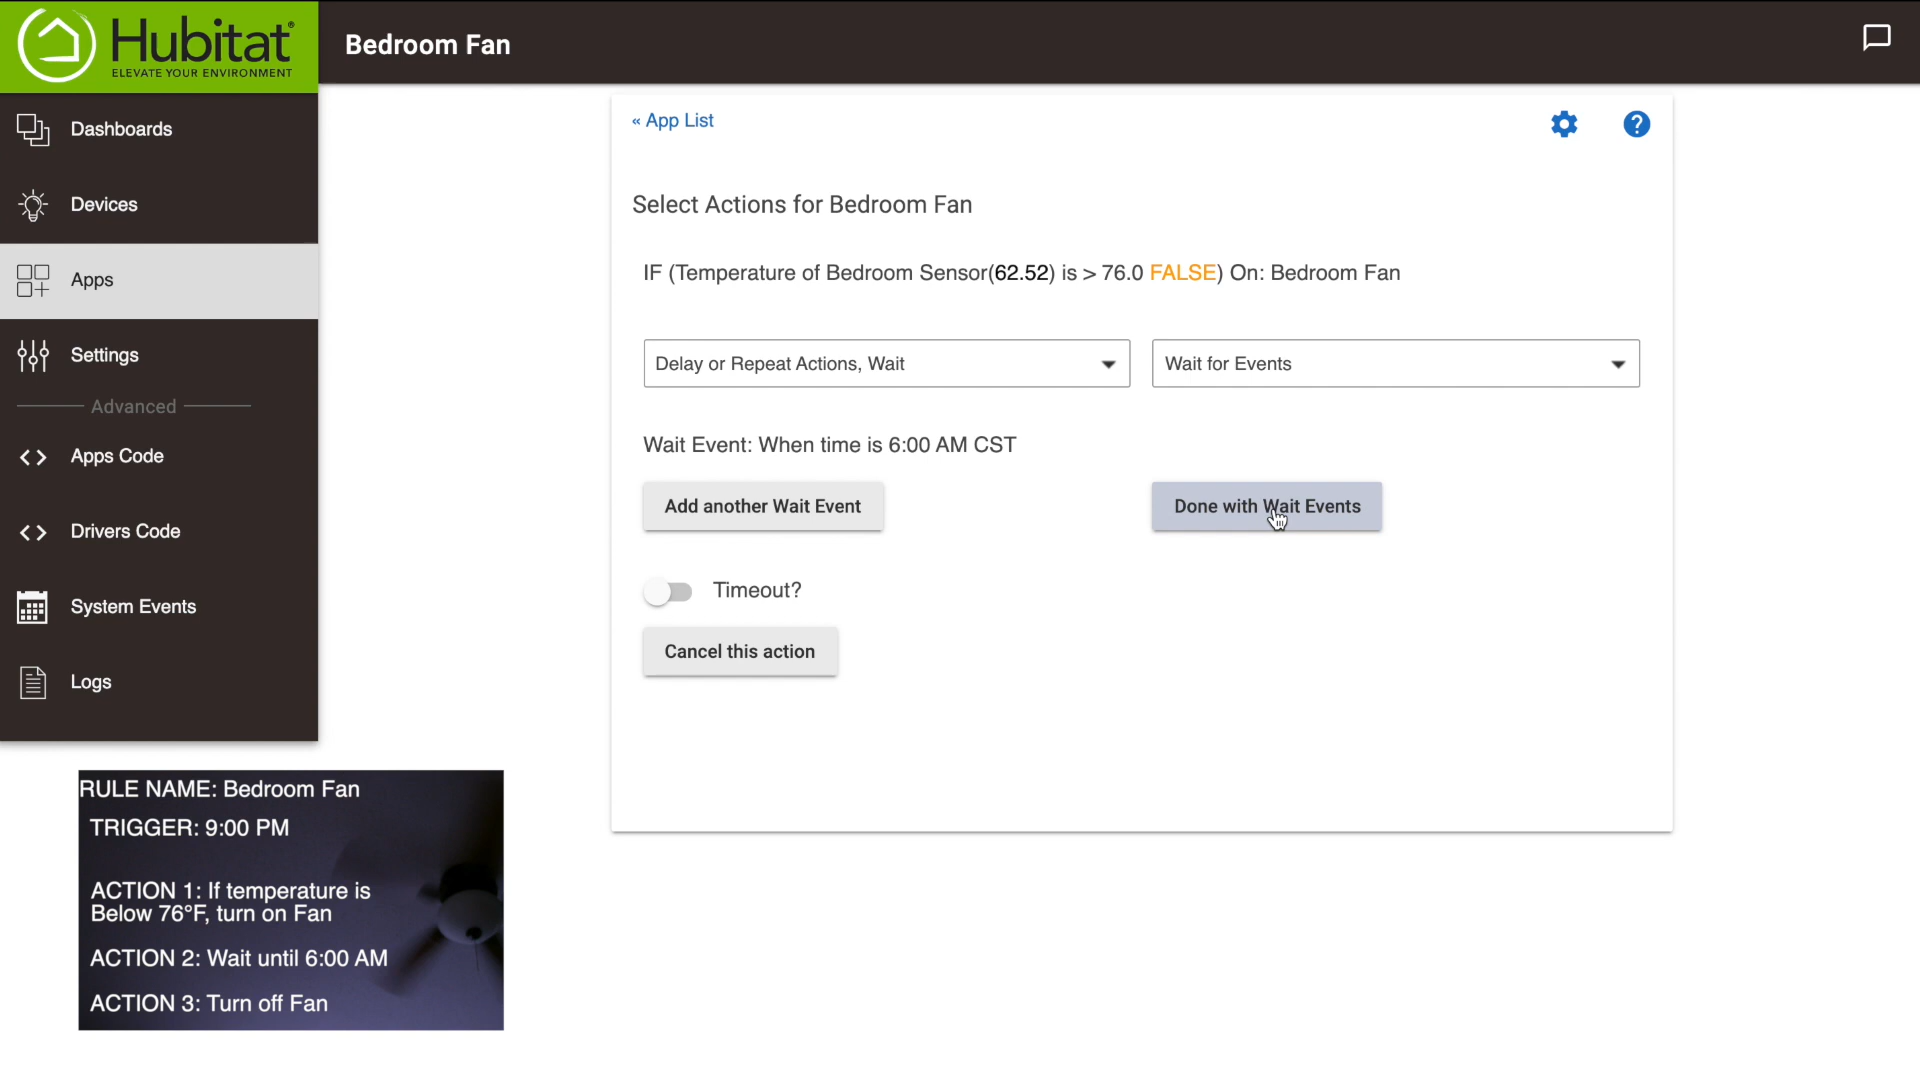 Hubitat®
ELEVATE YOUR ENVIRONMENT
Bedroom Fan
Dashboards
Devices
Apps
Settings
Advanced
Apps Code
Drivers Code
System Events
Logs
« App List
?
Select Actions for Bedroom Fan
IF (Temperature of Bedroom Sensor(62.52) is > 76.0 FALSE) On: Bedroom Fan
Delay or Repeat Actions, Wait
Wait for Events
Wait Event: When time is 6:00 AM CST
Add another Wait Event
Done with Wait Events
Timeout?
Cancel this action
RULE NAME: Bedroom Fan
TRIGGER: 9:00 PM
ACTION 1: If temperature is
Below 76°F, turn on Fan
ACTION 2: Wait until 6:00 AM
ACTION 3: Turn off Fan